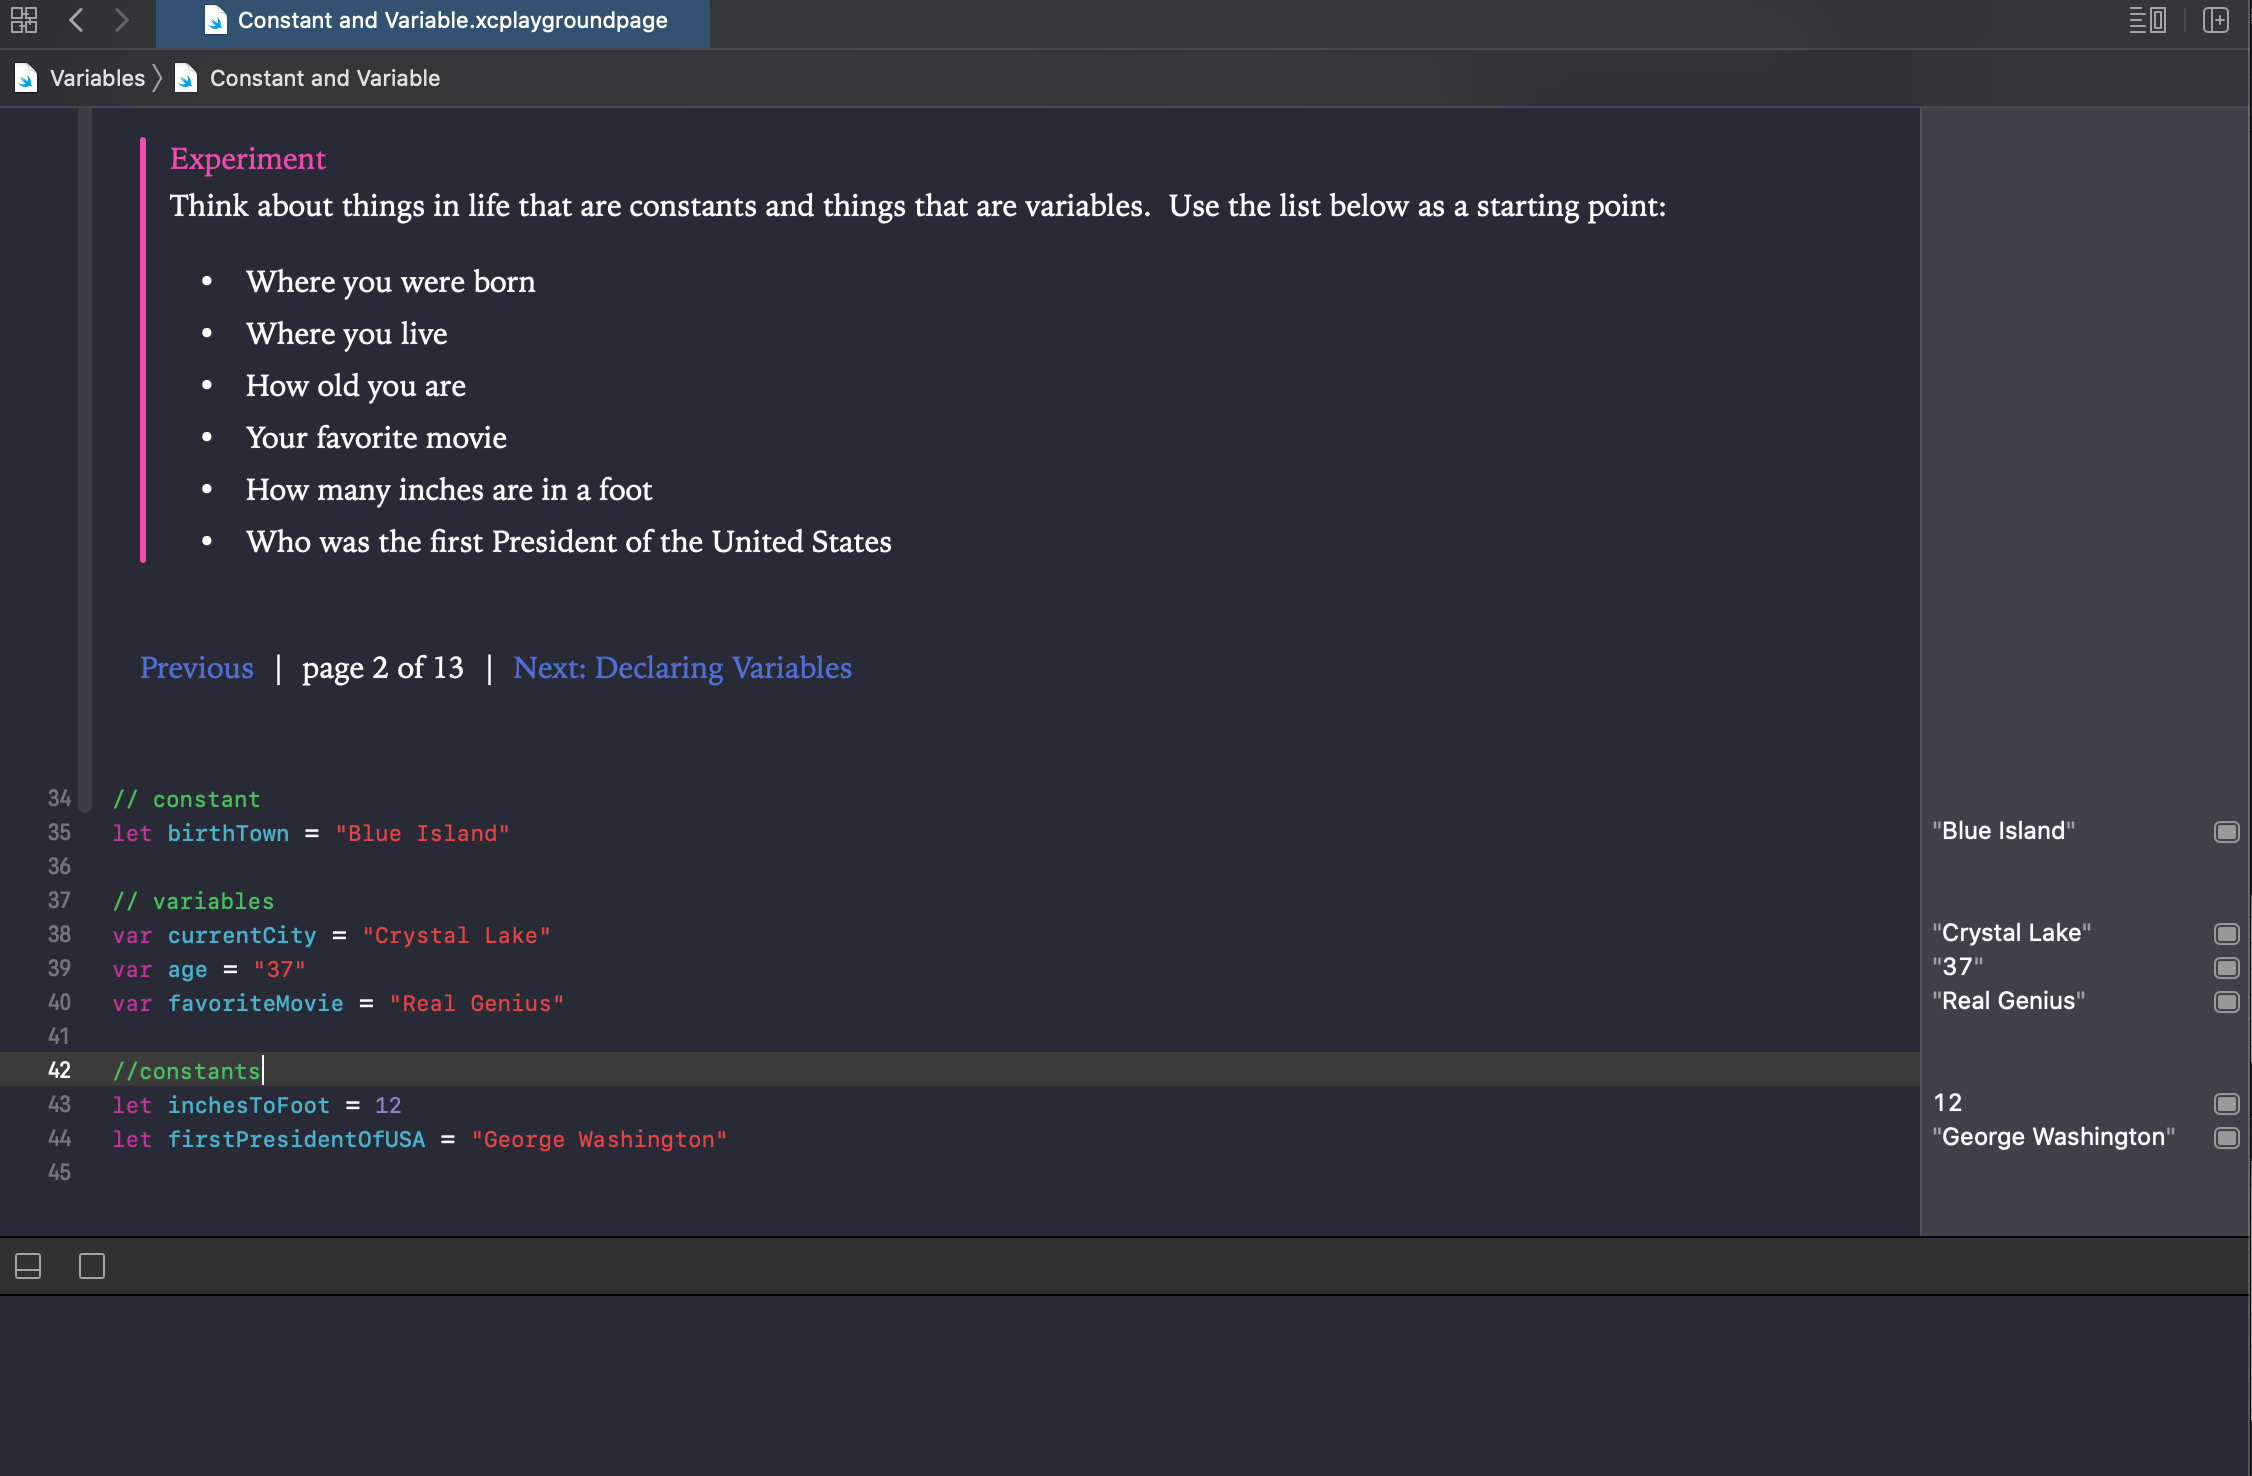 Constant and Variable.xcplaygroundpage
Variables 〉 Constant and Variable
Experiment
Think about things in life that are constants and things that are variables.  Use the list below as a starting point:
• Where you were born
• Where you live
• How old you are
• Your favorite movie
• How many inches are in a foot
• Who was the first President of the United States
Previous | page 2 of 13 | Next: Declaring Variables
34 // constant
35 let birthTown = "Blue Island" "Blue Island"
36
37 // variables
38 var currentCity = "Crystal Lake" "Crystal Lake"
39 var age = "37" "37"
40 var favoriteMovie = "Real Genius" "Real Genius"
41
42 //constants
43 let inchesToFoot = 12 12
44 let firstPresidentOfUSA = "George Washington" "George Washington"
45